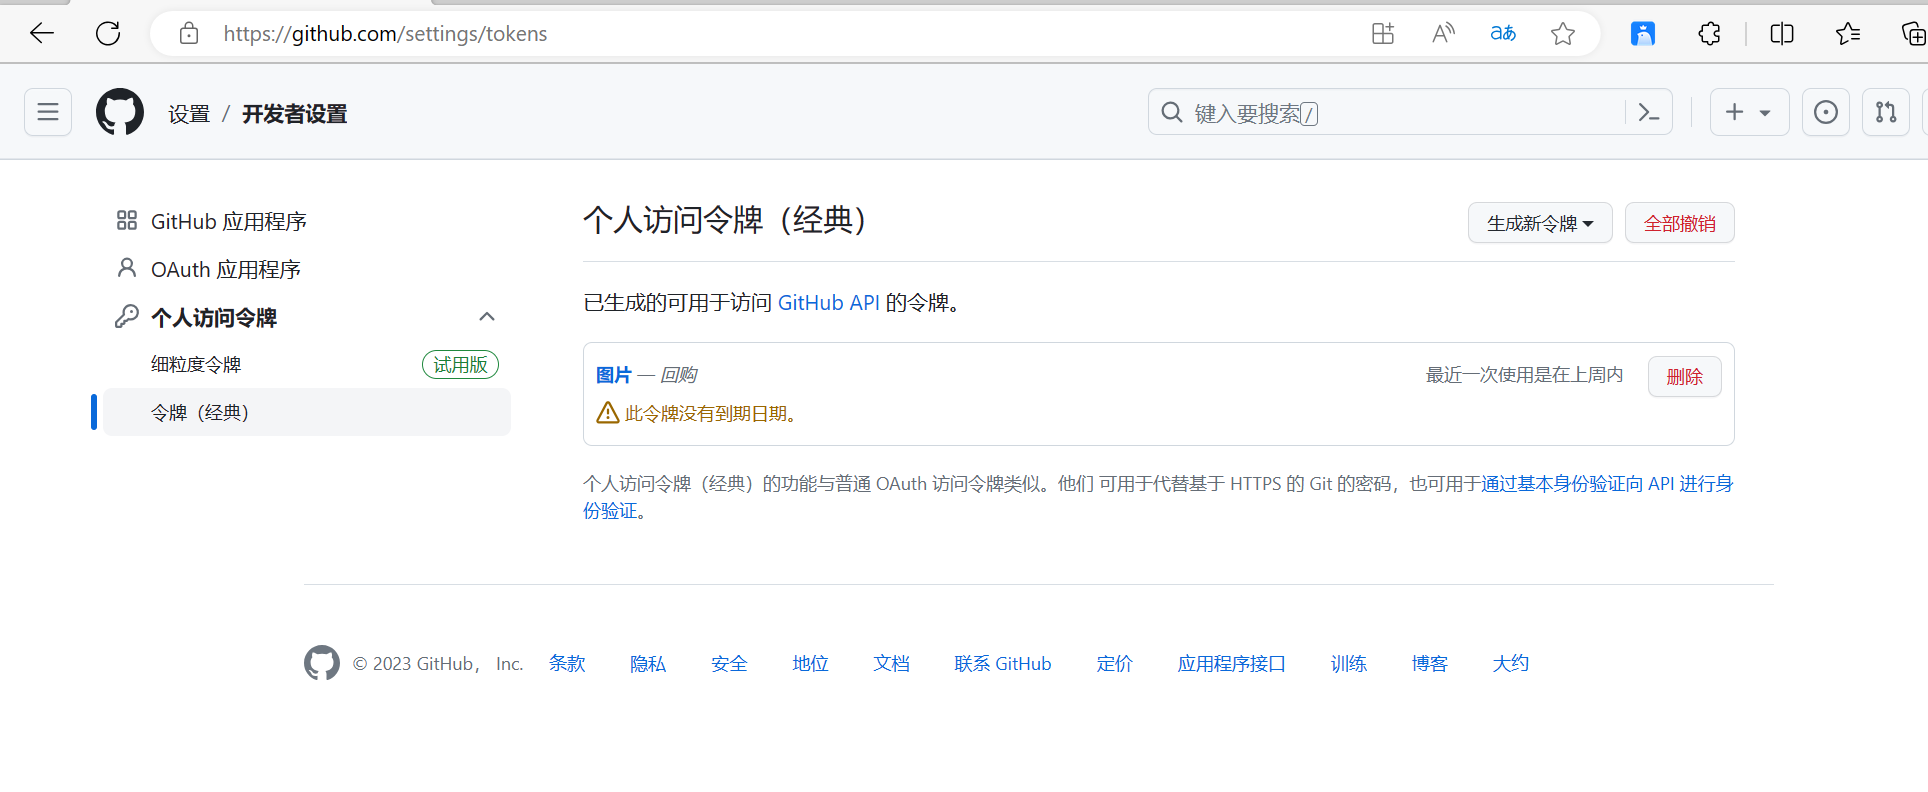 https://github.com/settings/tokens
aあ
设置 / 开发者设置
键入要搜索/
GitHub 应用程序
OAuth 应用程序
个人访问令牌
细粒度令牌 试用版
令牌（经典）
个人访问令牌（经典）
生成新令牌 全部撤销
已生成的可用于访问 GitHub API 的令牌。
图片 — 回购 最近一次使用是在上周内 删除
此令牌没有到期日期。
个人访问令牌（经典）的功能与普通 OAuth 访问令牌类似。他们 可用于代替基于 HTTPS 的 Git 的密码，也可用于通过基本身份验证向 API 进行身
份验证。
© 2023 GitHub， Inc. 条款 隐私 安全 地位 文档 联系 GitHub 定价 应用程序接口 训练 博客 大约